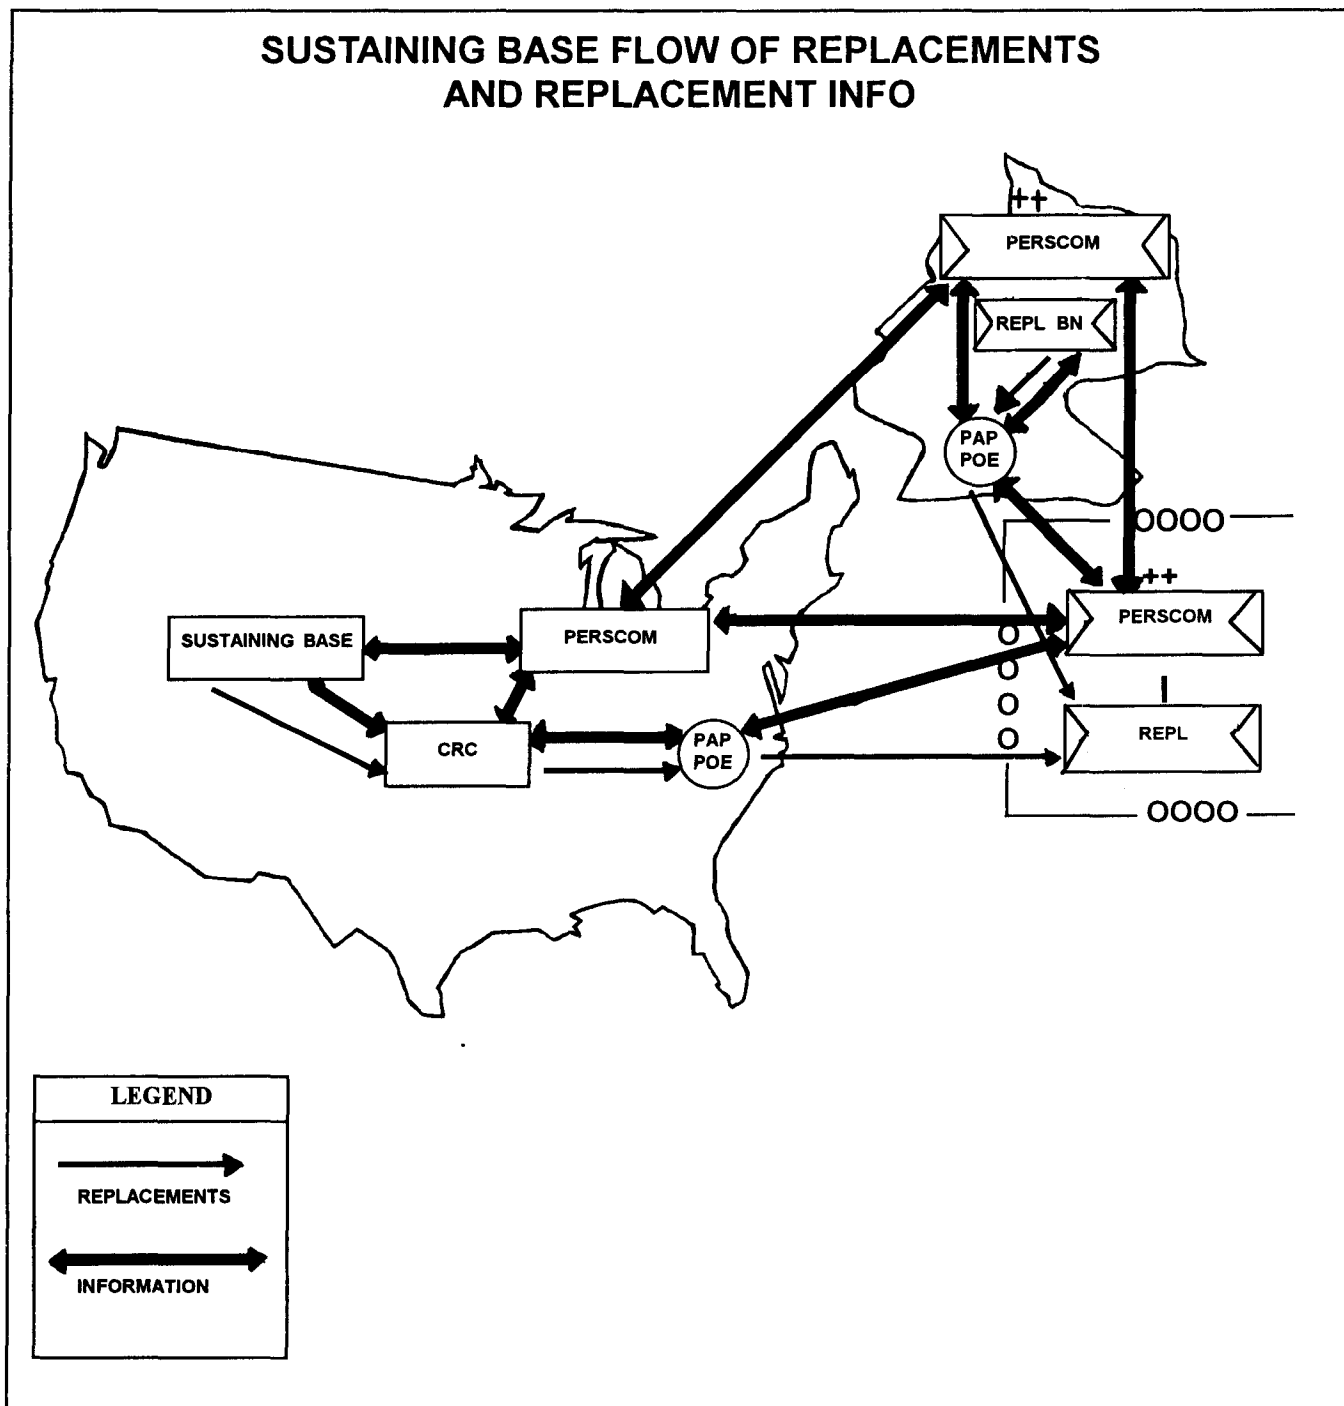 SUSTAINING BASE FLOW OF REPLACEMENTS
AND REPLACEMENT INFO
++
PERSCOM
REPL BN
PAP
POE
OOOO
++
PERSCOM
SUSTAINING BASE
PERSCOM
O
O
O
O
I
REPL
CRC
PAP
POE
OOOO
LEGEND
REPLACEMENTS
INFORMATION